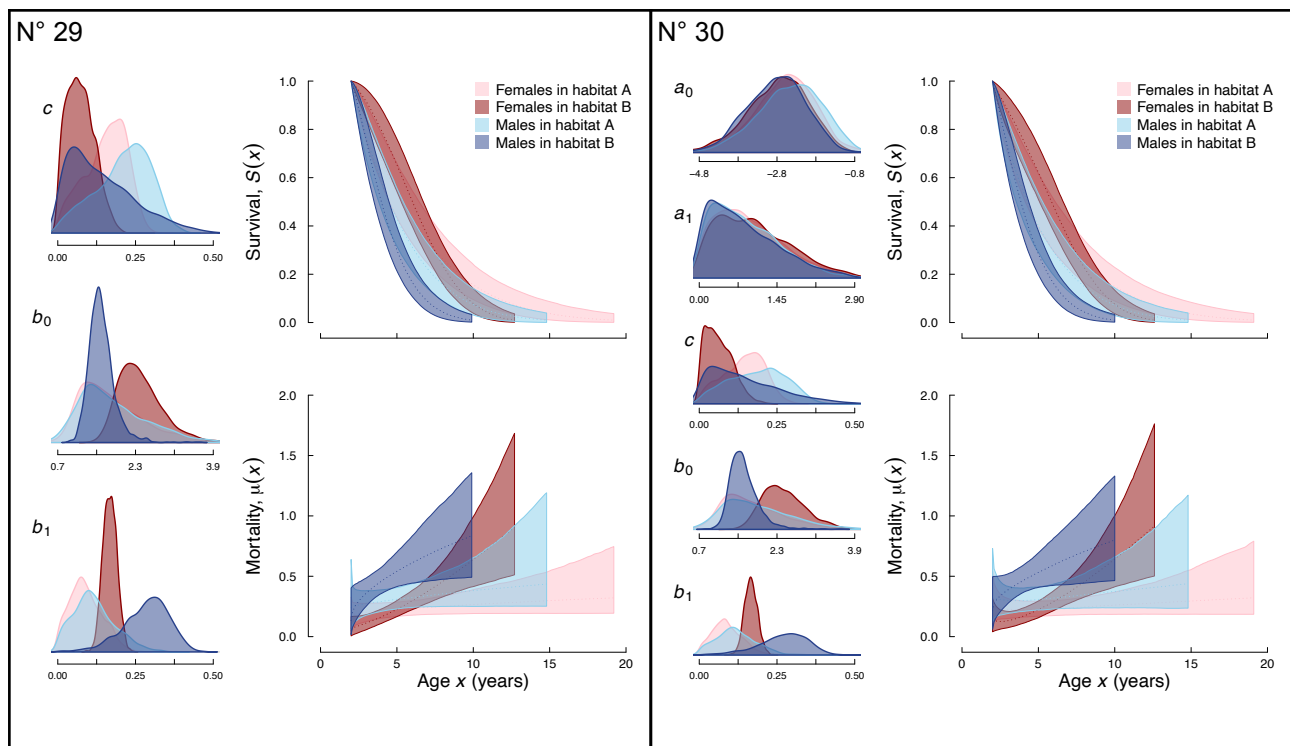 N° 29
c
0.00 0.25 0.50
b0
0.7 2.3 3.9
b1
0.00 0.25 0.50
Survival, S(x)
1.0
0.8
0.6
0.4
0.2
0.0
Females in habitat A
Females in habitat B
Males in habitat A
Males in habitat B
Mortality, μ(x)
2.0
1.5
1.0
0.5
0.0
0 5 10 15 20
Age x (years)
N° 30
a0
−4.8 −2.8 −0.8
a1
0.00 1.45 2.90
c
0.00 0.25 0.50
b0
0.7 2.3 3.9
b1
0.00 0.25 0.50
Survival, S(x)
1.0
0.8
0.6
0.4
0.2
0.0
Females in habitat A
Females in habitat B
Males in habitat A
Males in habitat B
Mortality, μ(x)
2.0
1.5
1.0
0.5
0.0
0 5 10 15 20
Age x (years)